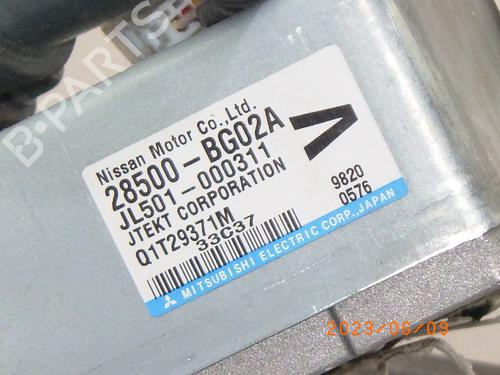 B-PARTS
Nissan Motor Co.,Ltd.
28500-BG02A
JL501-000311
JTEKT CORPORATION
Q1T29371M
33C37
V
9820
0576
MITSUBISHI ELECTRIC CORP., JAPAN
2023/06/09